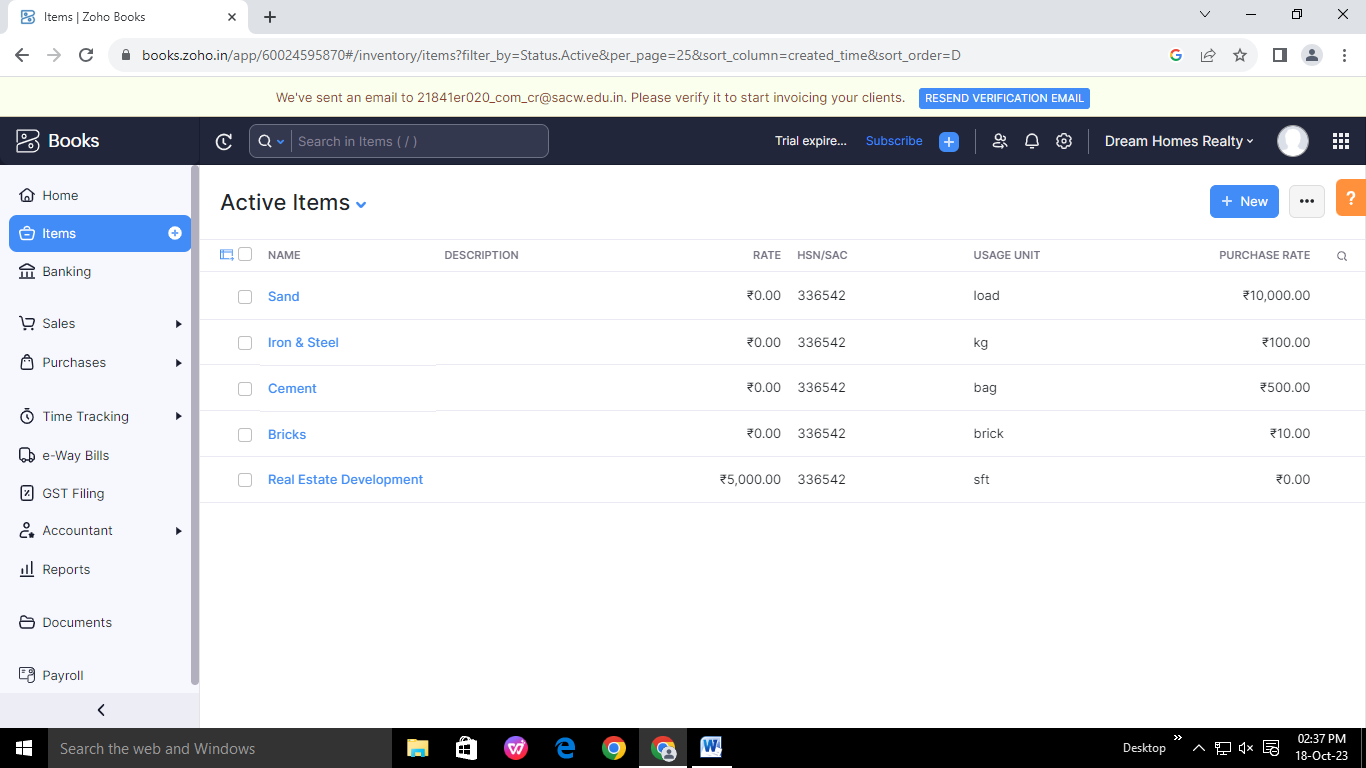 Items | Zoho Books
books.zoho.in/app/60024595870#/inventory/items?filter_by=Status.Active&per_page=25&sort_column=created_time&sort_order=D
We've sent an email to 21841er020_com_cr@sacw.edu.in. Please verify it to start invoicing your clients. RESEND VERIFICATION EMAIL
Books
Search in Items ( / )
Trial expire... Subscribe
Dream Homes Realty
Home
Items
Banking
Sales
Purchases
Time Tracking
e-Way Bills
GST Filing
Accountant
Reports
Documents
Payroll
Active Items
+ New
?
NAME DESCRIPTION RATE HSN/SAC USAGE UNIT PURCHASE RATE
Sand ₹0.00 336542 load ₹10,000.00
Iron & Steel ₹0.00 336542 kg ₹100.00
Cement ₹0.00 336542 bag ₹500.00
Bricks ₹0.00 336542 brick ₹10.00
Real Estate Development ₹5,000.00 336542 sft ₹0.00
Search the web and Windows
Desktop
02:37 PM
18-Oct-23